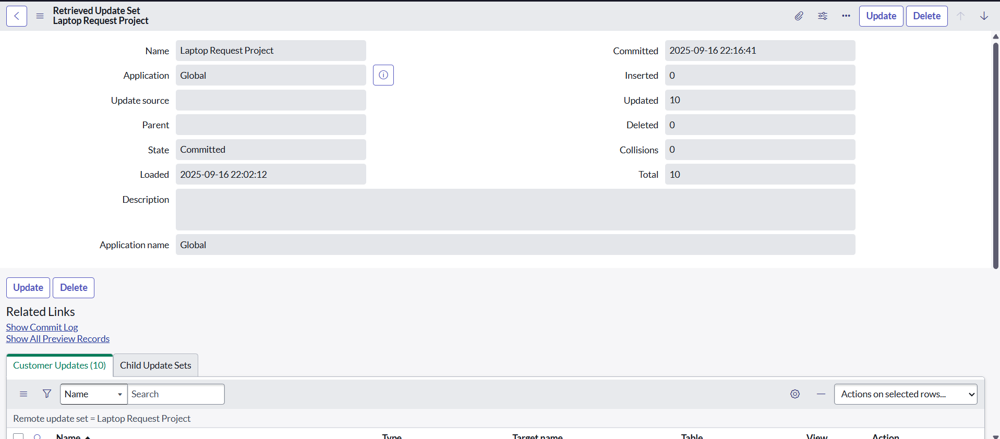 Retrieved Update Set
Laptop Request Project
Update
Delete
Name
Laptop Request Project
Committed
2025-09-16 22:16:41
Application
Global
Inserted
0
Update source
Updated
10
Parent
Deleted
0
State
Committed
Collisions
0
Loaded
2025-09-16 22:02:12
Total
10
Description
Application name
Global
Update
Delete
Related Links
Show Commit Log
Show All Preview Records
Customer Updates (10)
Child Update Sets
Name
Search
Actions on selected rows...
Remote update set = Laptop Request Project
Name
Type
Target name
Table
View
Action